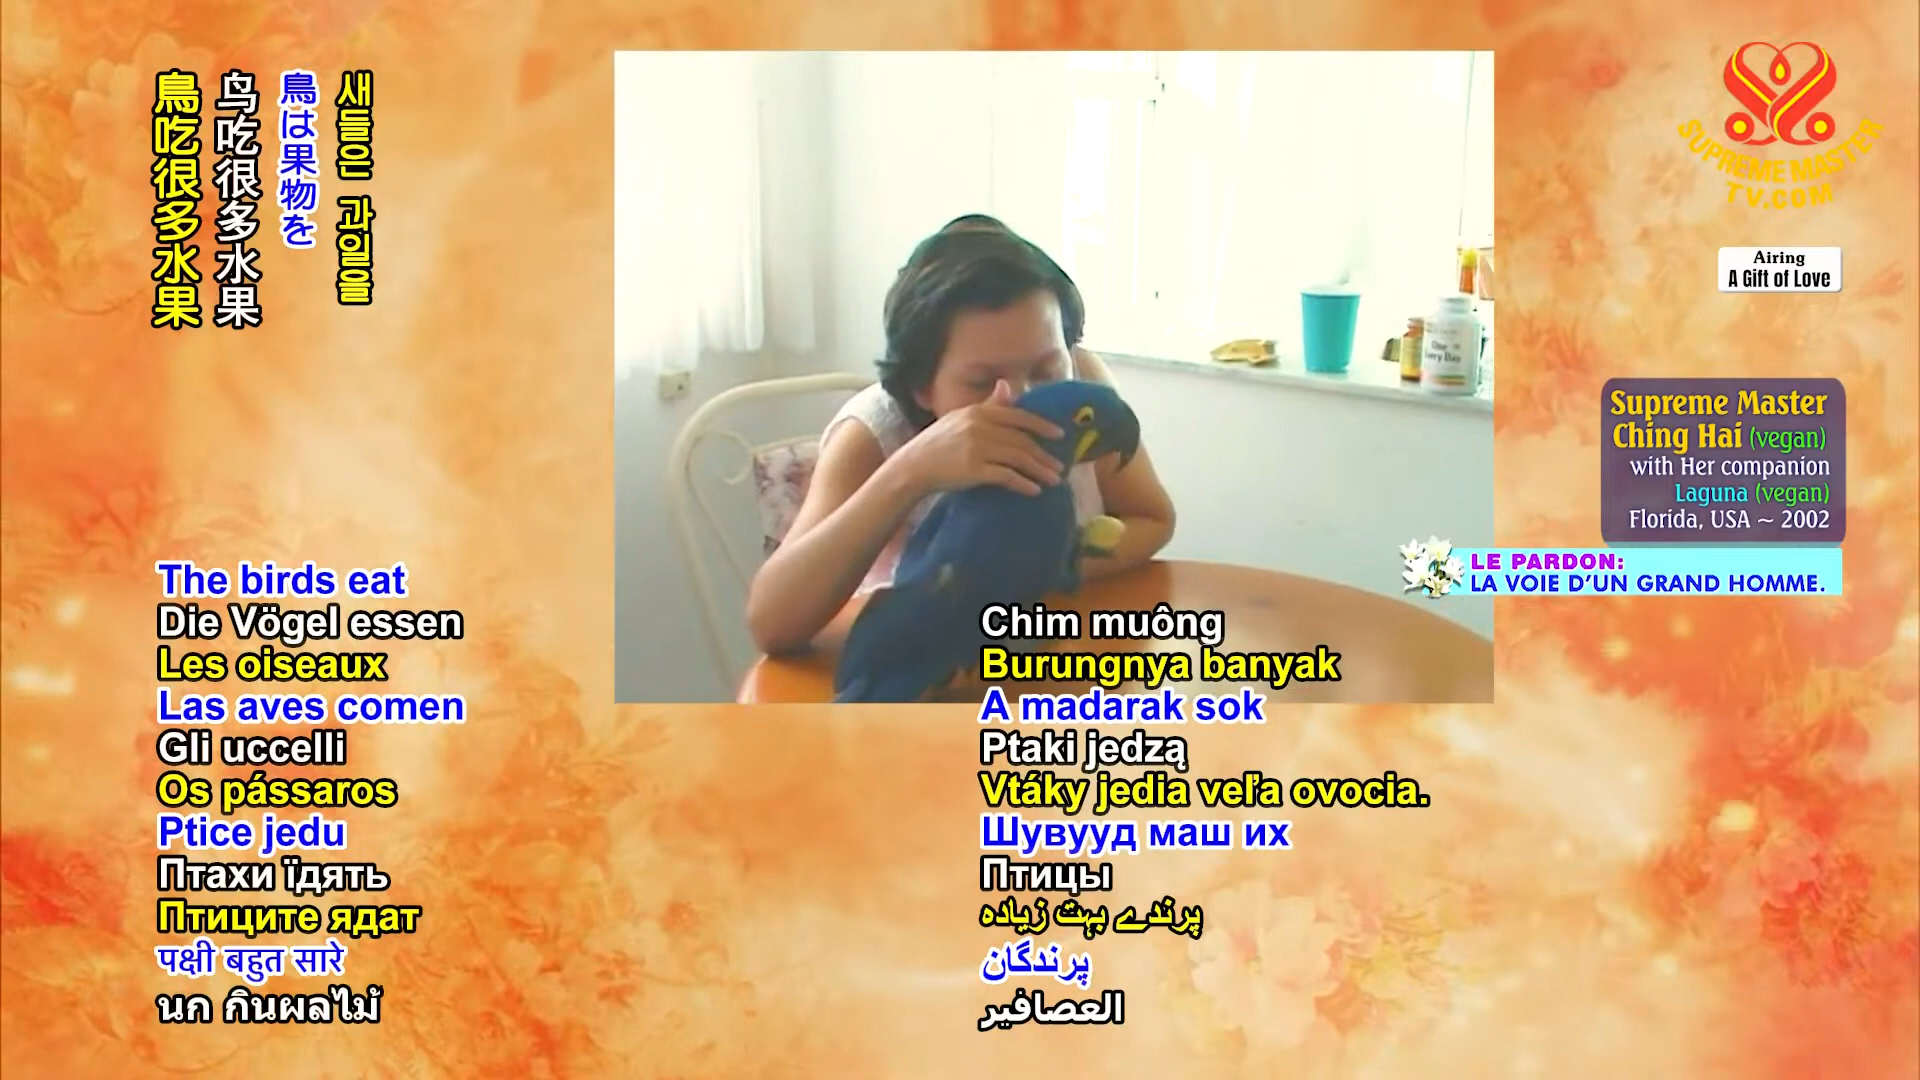 새들은 과일을
鳥は果物を
鸟吃很多水果
鳥吃很多水果
SUPREME MASTER
TV.COM
Airing
A Gift of Love
One
Every Day
Supreme Master
Ching Hai (vegan)
with Her companion
Laguna (vegan)
Florida, USA ~ 2002
LE PARDON:
LA VOIE D'UN GRAND HOMME.
The birds eat
Die Vögel essen
Les oiseaux
Las aves comen
Gli uccelli
Os pássaros
Ptice jedu
Птахи їдять
Птиците ядат
पक्षी बहुत सारे
นก กินผลไม้
Chim muông
Burungnya banyak
A madarak sok
Ptaki jedzą
Vtáky jedia veľa ovocia.
Шувууд маш их
Птицы
پرندے بہت زیادہ
پرندگان
العصافير